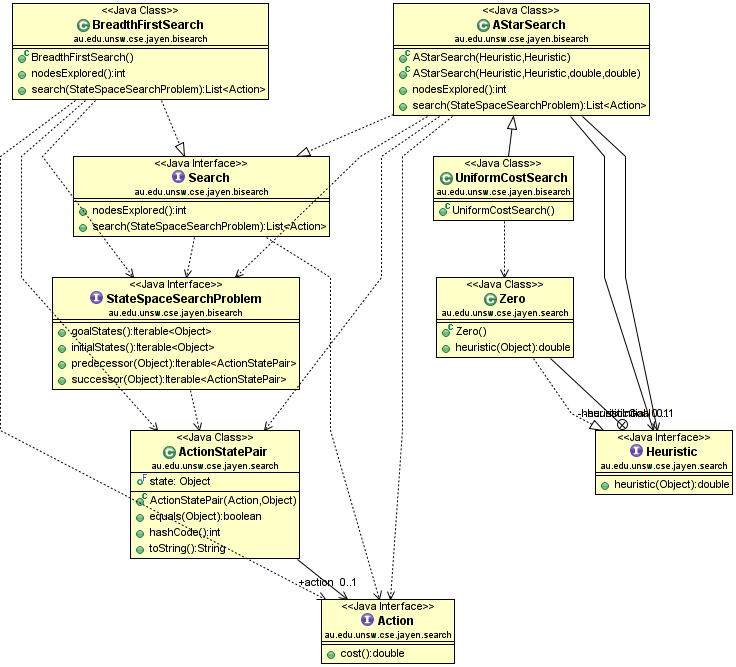 <<Java Class>>
BreadthFirstSearch
au.edu.unsw.cse.jayen.bisearch
BreadthFirstSearch()
nodesExplored():int
search(StateSpaceSearchProblem):List<Action>
<<Java Class>>
AStarSearch
au.edu.unsw.cse.jayen.bisearch
AStarSearch(Heuristic,Heuristic)
AStarSearch(Heuristic,Heuristic,double,double)
nodesExplored():int
search(StateSpaceSearchProblem):List<Action>
<<Java Interface>>
Search
au.edu.unsw.cse.jayen.bisearch
nodesExplored():int
search(StateSpaceSearchProblem):List<Action>
<<Java Class>>
UniformCostSearch
au.edu.unsw.cse.jayen.bisearch
UniformCostSearch()
<<Java Interface>>
StateSpaceSearchProblem
au.edu.unsw.cse.jayen.bisearch
goalStates():Iterable<Object>
initialStates():Iterable<Object>
predecessor(Object):Iterable<ActionStatePair>
successor(Object):Iterable<ActionStatePair>
<<Java Class>>
Zero
au.edu.unsw.cse.jayen.search
Zero()
heuristic(Object):double
<<Java Class>>
ActionStatePair
au.edu.unsw.cse.jayen.search
state: Object
ActionStatePair(Action,Object)
equals(Object):boolean
hashCode():int
toString():String
<<Java Interface>>
Heuristic
au.edu.unsw.cse.jayen.search
heuristic(Object):double
+action 0..1
<<Java Interface>>
Action
au.edu.unsw.cse.jayen.search
cost():double